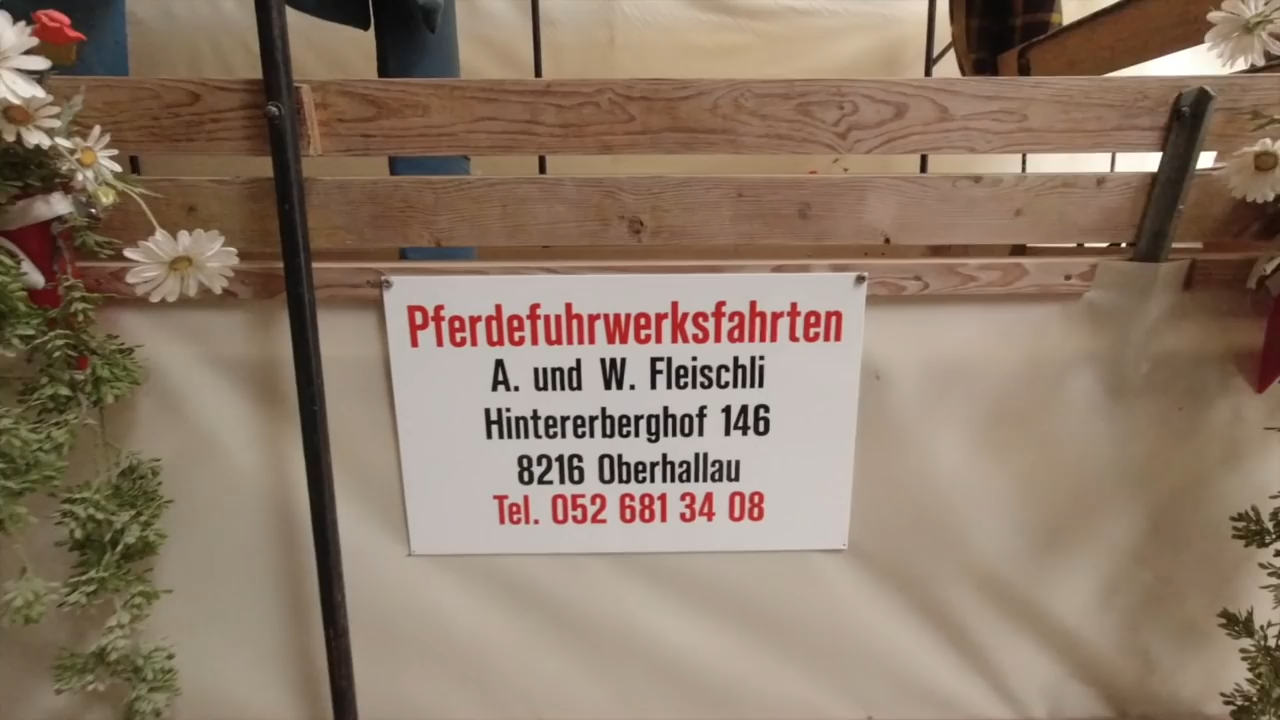 Pferdefuhrwerksfahrten
A. und W. Fleischli
Hintererberghof 146
8216 Oberhallau
Tel. 052 681 34 08